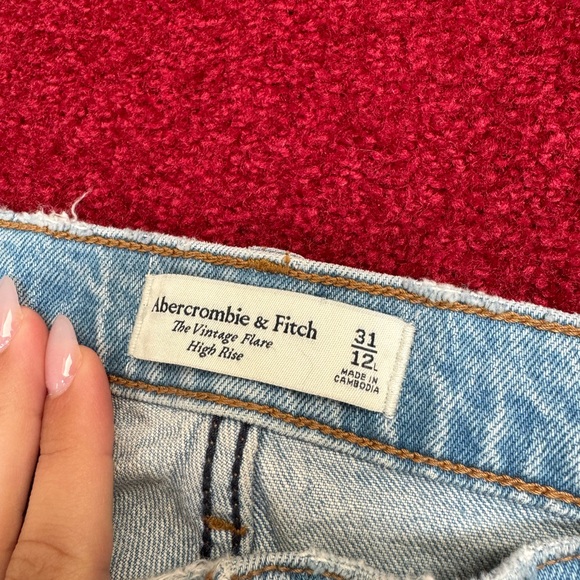 Abercrombie & Fitch
The Vintage Flare
High Rise
31
12L
MADE IN
CAMBODIA